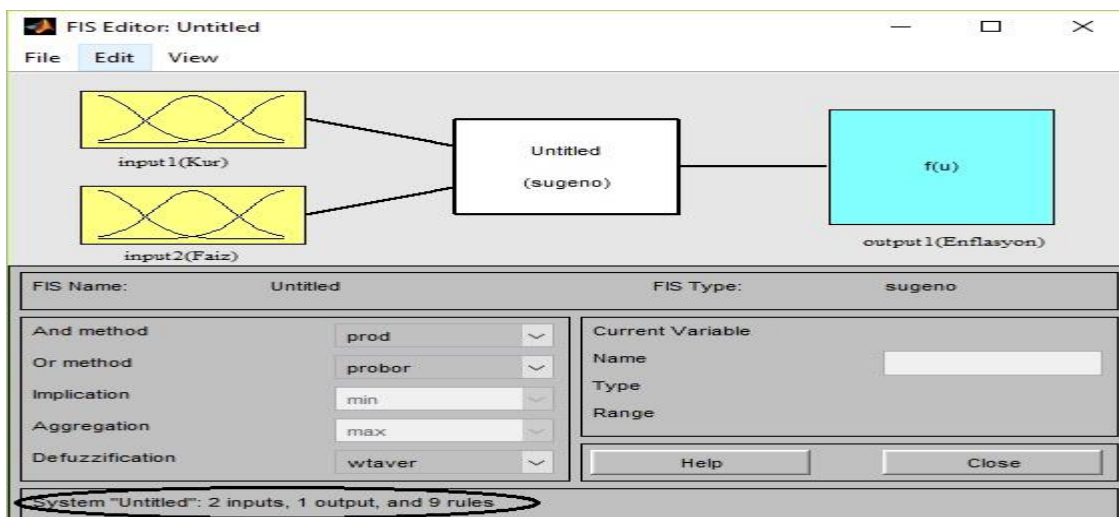 FIS Editor: Untitled
File Edit View
input1(Kur)
input2(Faiz)
Untitled
(sugeno)
f(u)
output1(Enflasyon)
FIS Name: Untitled FIS Type: sugeno
And method prod
Or method probor
Implication min
Aggregation max
Defuzzification wtaver
Current Variable
Name
Type
Range
Help Close
System "Untitled": 2 inputs, 1 output, and 9 rules